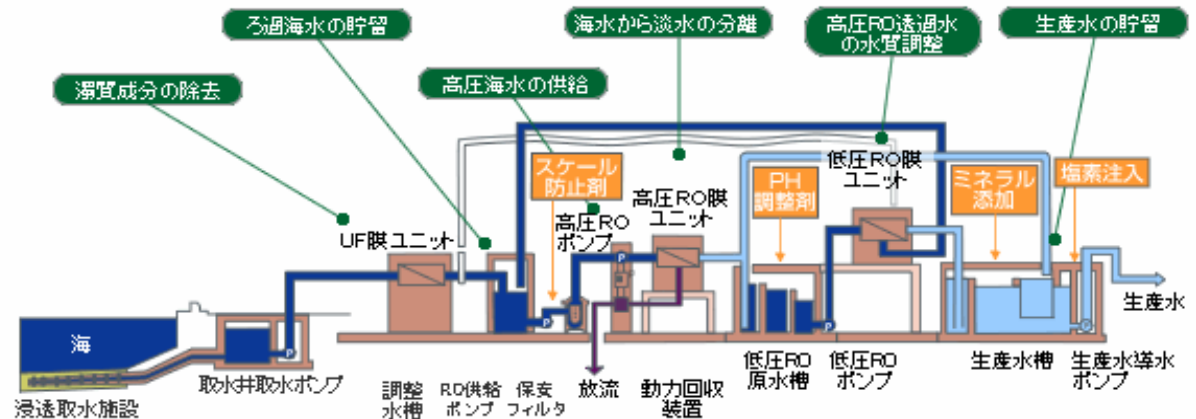 ろ過海水の貯留
海水から淡水の分離
高圧RO透過水
の水質調整
生産水の貯留
濁質成分の除去
高圧海水の供給
スケール
防止剤
PH
調整剤
低圧RO膜
ユニット
ミネラル
添加
塩素注入
UF膜ユニット
高圧RO
ポンプ
高圧RO膜
ユニット
P
P
P
P
P
海
生産水
取水井取水ポンプ
浸透取水施設
調整
水槽
RO供給
ポンプ
保安
フィルタ
放流
動力回収
装置
低圧RO
原水槽
低圧RO
ポンプ
生産水槽
生産水導水
ポンプ